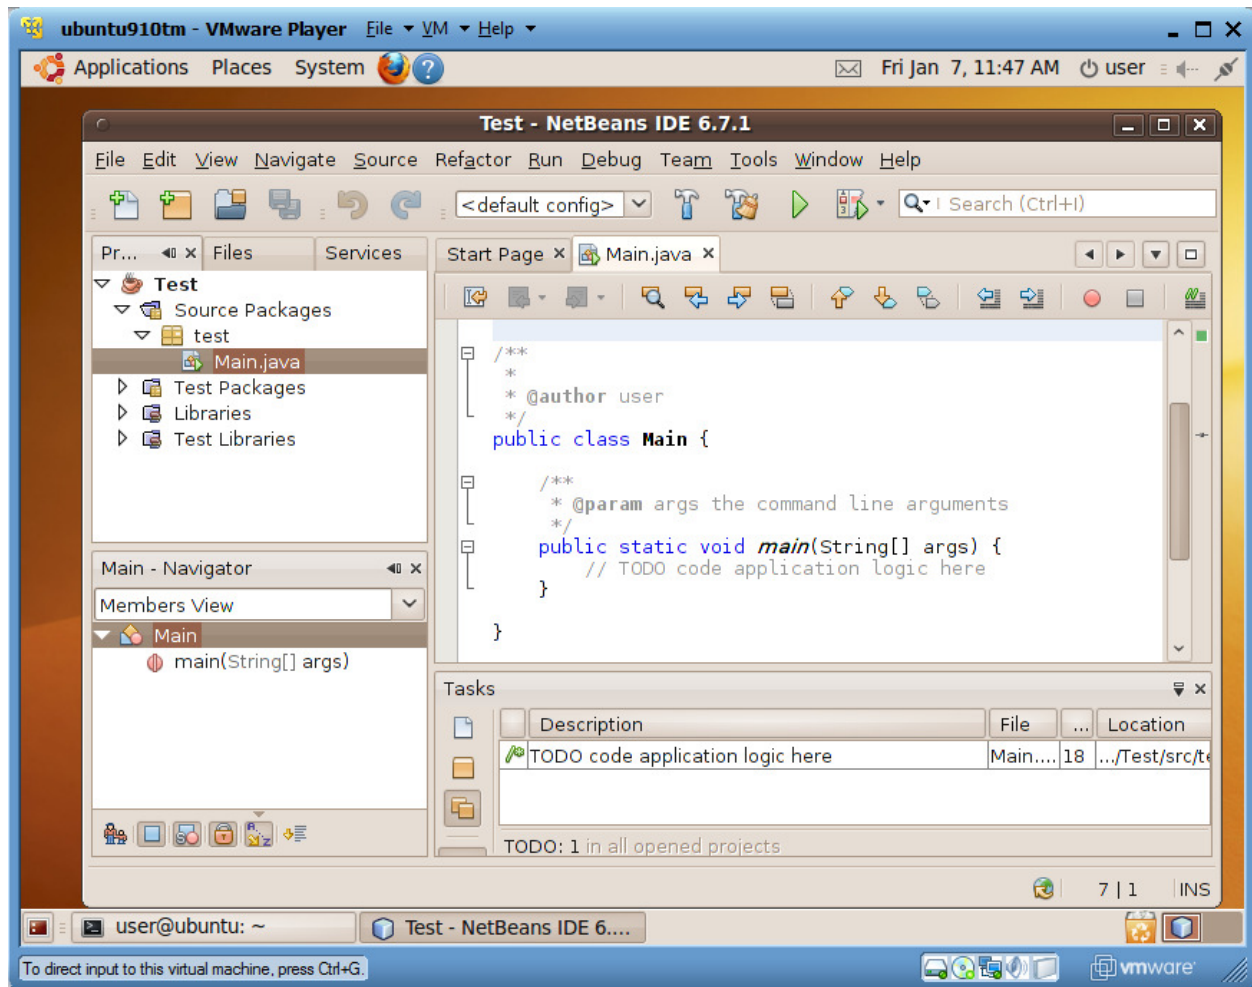 ubuntu910tm - VMware Player File VM Help
Applications Places System Fri Jan 7, 11:47 AM user
Test - NetBeans IDE 6.7.1
File Edit View Navigate Source Refactor Run Debug Team Tools Window Help
<default config> Search (Ctrl+I)
Pr... Files Services
Test
Source Packages
test
Main.java
Test Packages
Libraries
Test Libraries
Main - Navigator
Members View
Main
main(String[] args)
Start Page Main.java
/**
*
* @author user
*/
public class Main {
/**
* @param args the command line arguments
*/
public static void main(String[] args) {
// TODO code application logic here
}
}
Tasks
Description File ... Location
TODO code application logic here Main.... 18 .../Test/src/te
TODO: 1 in all opened projects
7 | 1 INS
user@ubuntu: ~ Test - NetBeans IDE 6....
To direct input to this virtual machine, press Ctrl+G. vmware